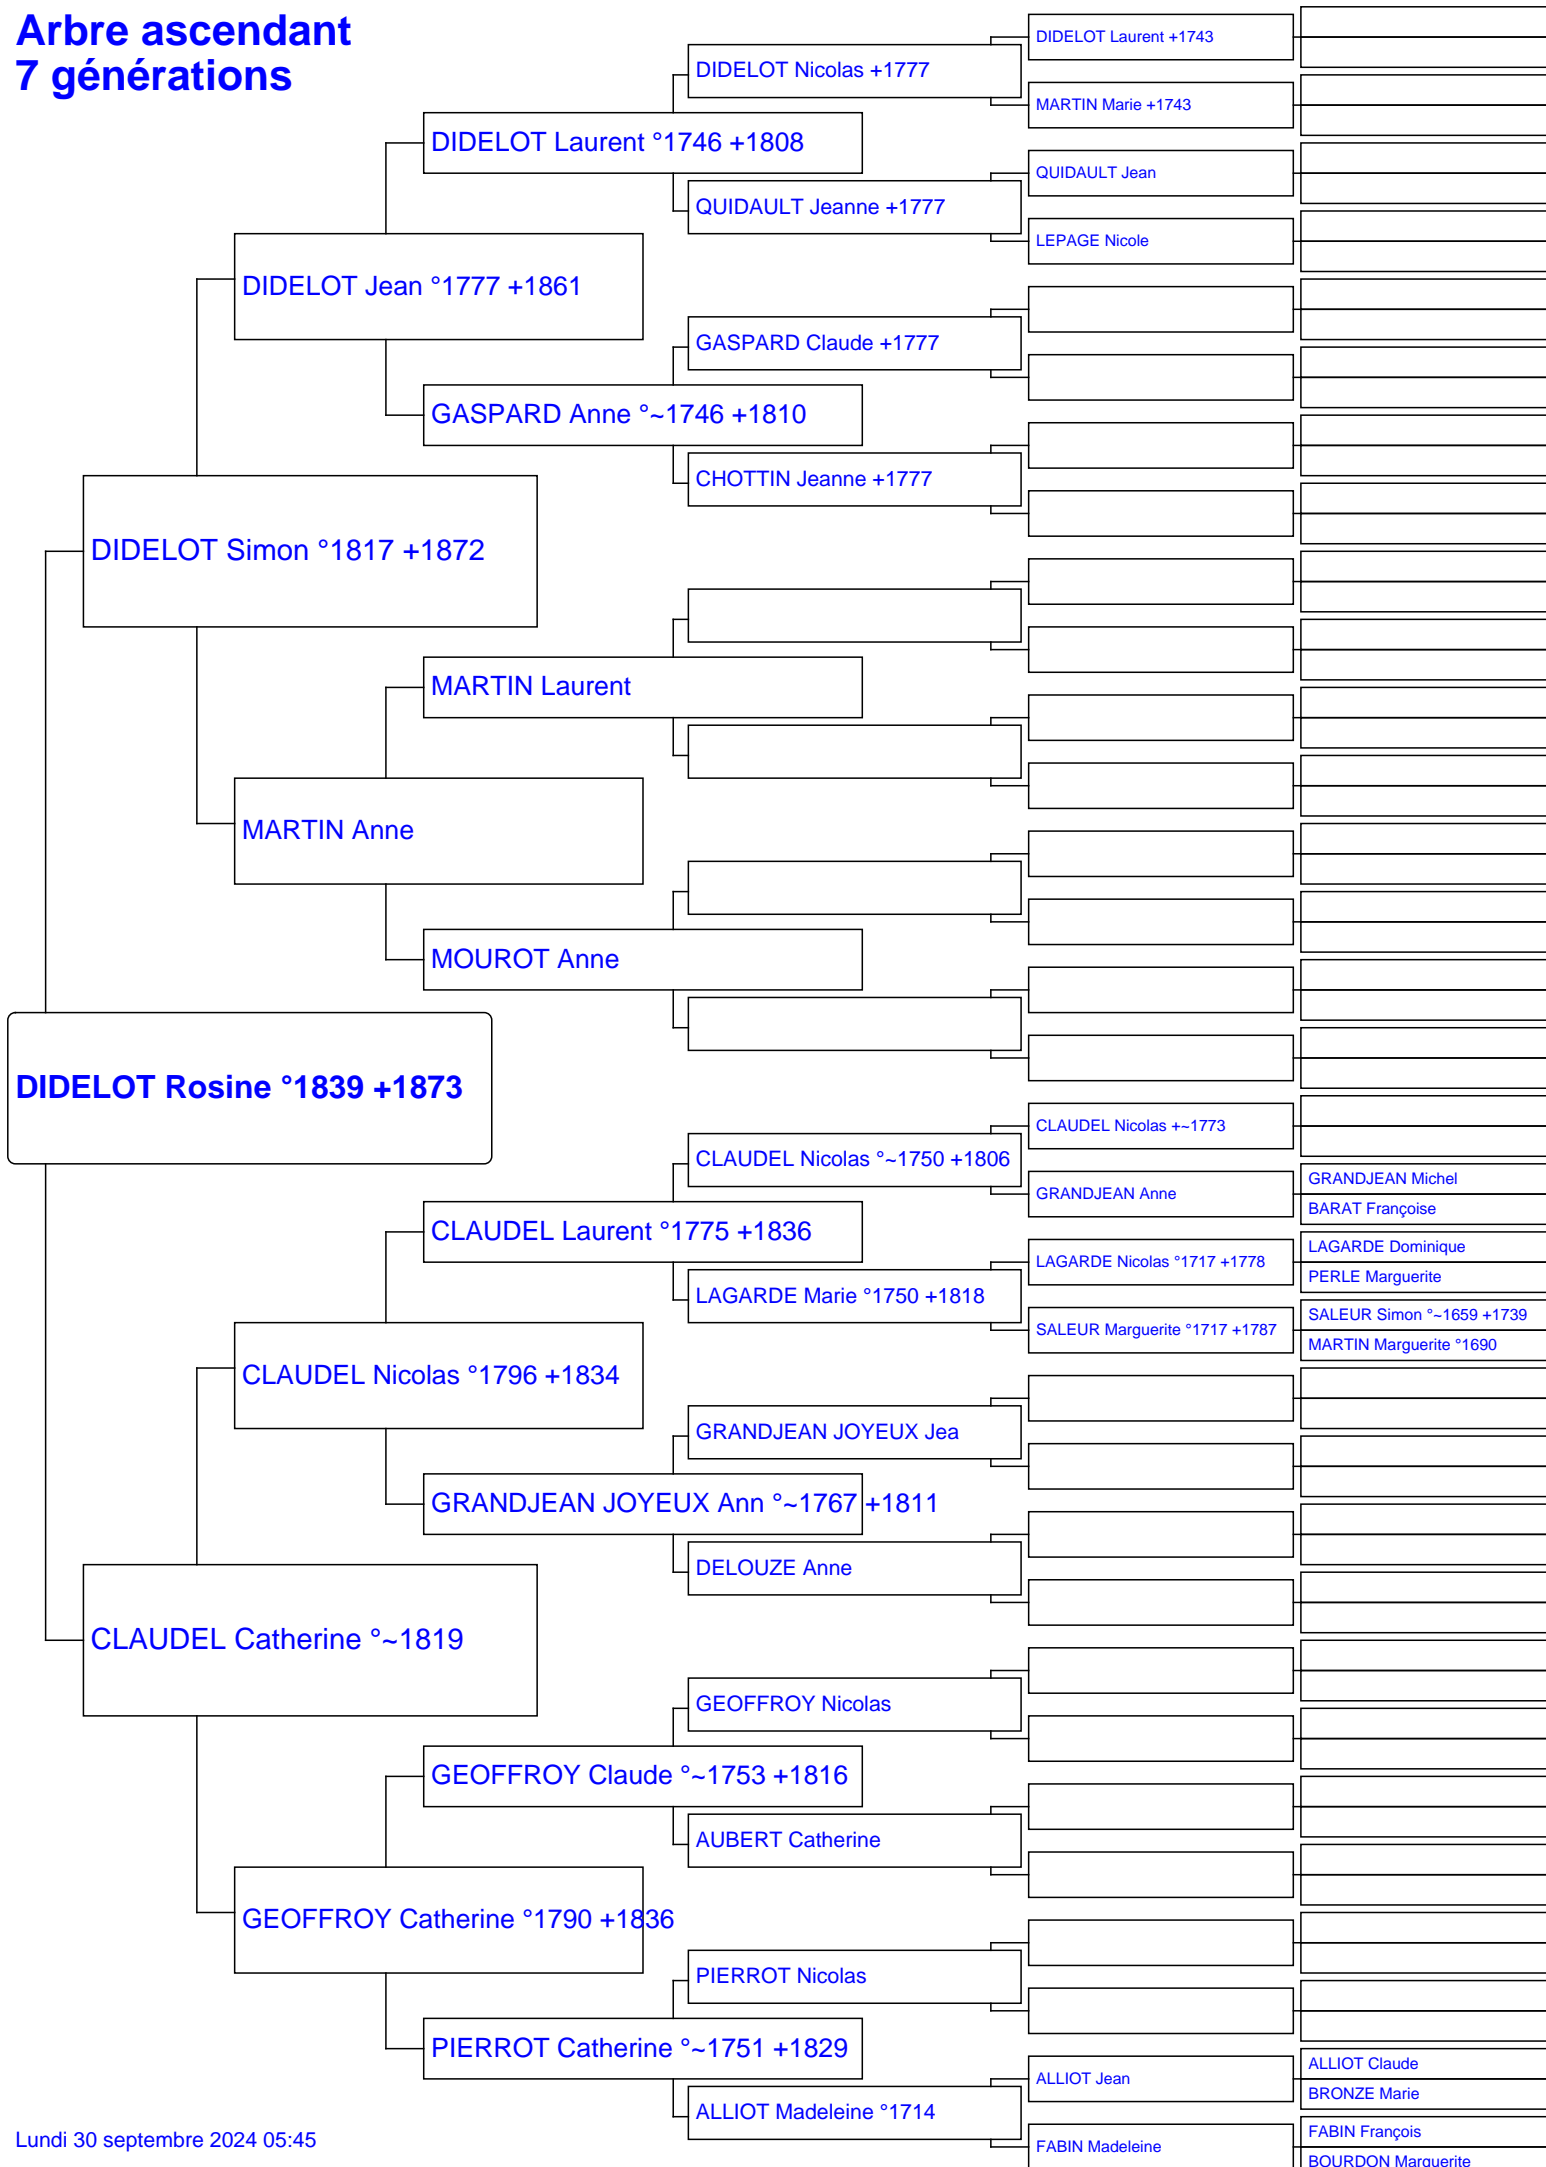 Arbre ascendant
7 générations
DIDELOT Laurent +1743
DIDELOT Nicolas +1777
MARTIN Marie +1743
DIDELOT Laurent °1746 +1808
QUIDAULT Jean
QUIDAULT Jeanne +1777
LEPAGE Nicole
DIDELOT Jean °1777 +1861
GASPARD Claude +1777
GASPARD Anne °~1746 +1810
CHOTTIN Jeanne +1777
DIDELOT Simon °1817 +1872
MARTIN Laurent
MARTIN Anne
MOUROT Anne
DIDELOT Rosine °1839 +1873
CLAUDEL Nicolas +~1773
CLAUDEL Nicolas °~1750 +1806
GRANDJEAN Michel
GRANDJEAN Anne
BARAT Françoise
CLAUDEL Laurent °1775 +1836
LAGARDE Dominique
LAGARDE Nicolas °1717 +1778
PERLE Marguerite
LAGARDE Marie °1750 +1818
SALEUR Simon °~1659 +1739
SALEUR Marguerite °1717 +1787
MARTIN Marguerite °1690
CLAUDEL Nicolas °1796 +1834
GRANDJEAN JOYEUX Jea
GRANDJEAN JOYEUX Ann °~1767 +1811
DELOUZE Anne
CLAUDEL Catherine °~1819
GEOFFROY Nicolas
GEOFFROY Claude °~1753 +1816
AUBERT Catherine
GEOFFROY Catherine °1790 +1836
PIERROT Nicolas
PIERROT Catherine °~1751 +1829
ALLIOT Claude
ALLIOT Jean
BRONZE Marie
ALLIOT Madeleine °1714
FABIN François
FABIN Madeleine
BOURDON Marguerite
Lundi 30 septembre 2024 05:45